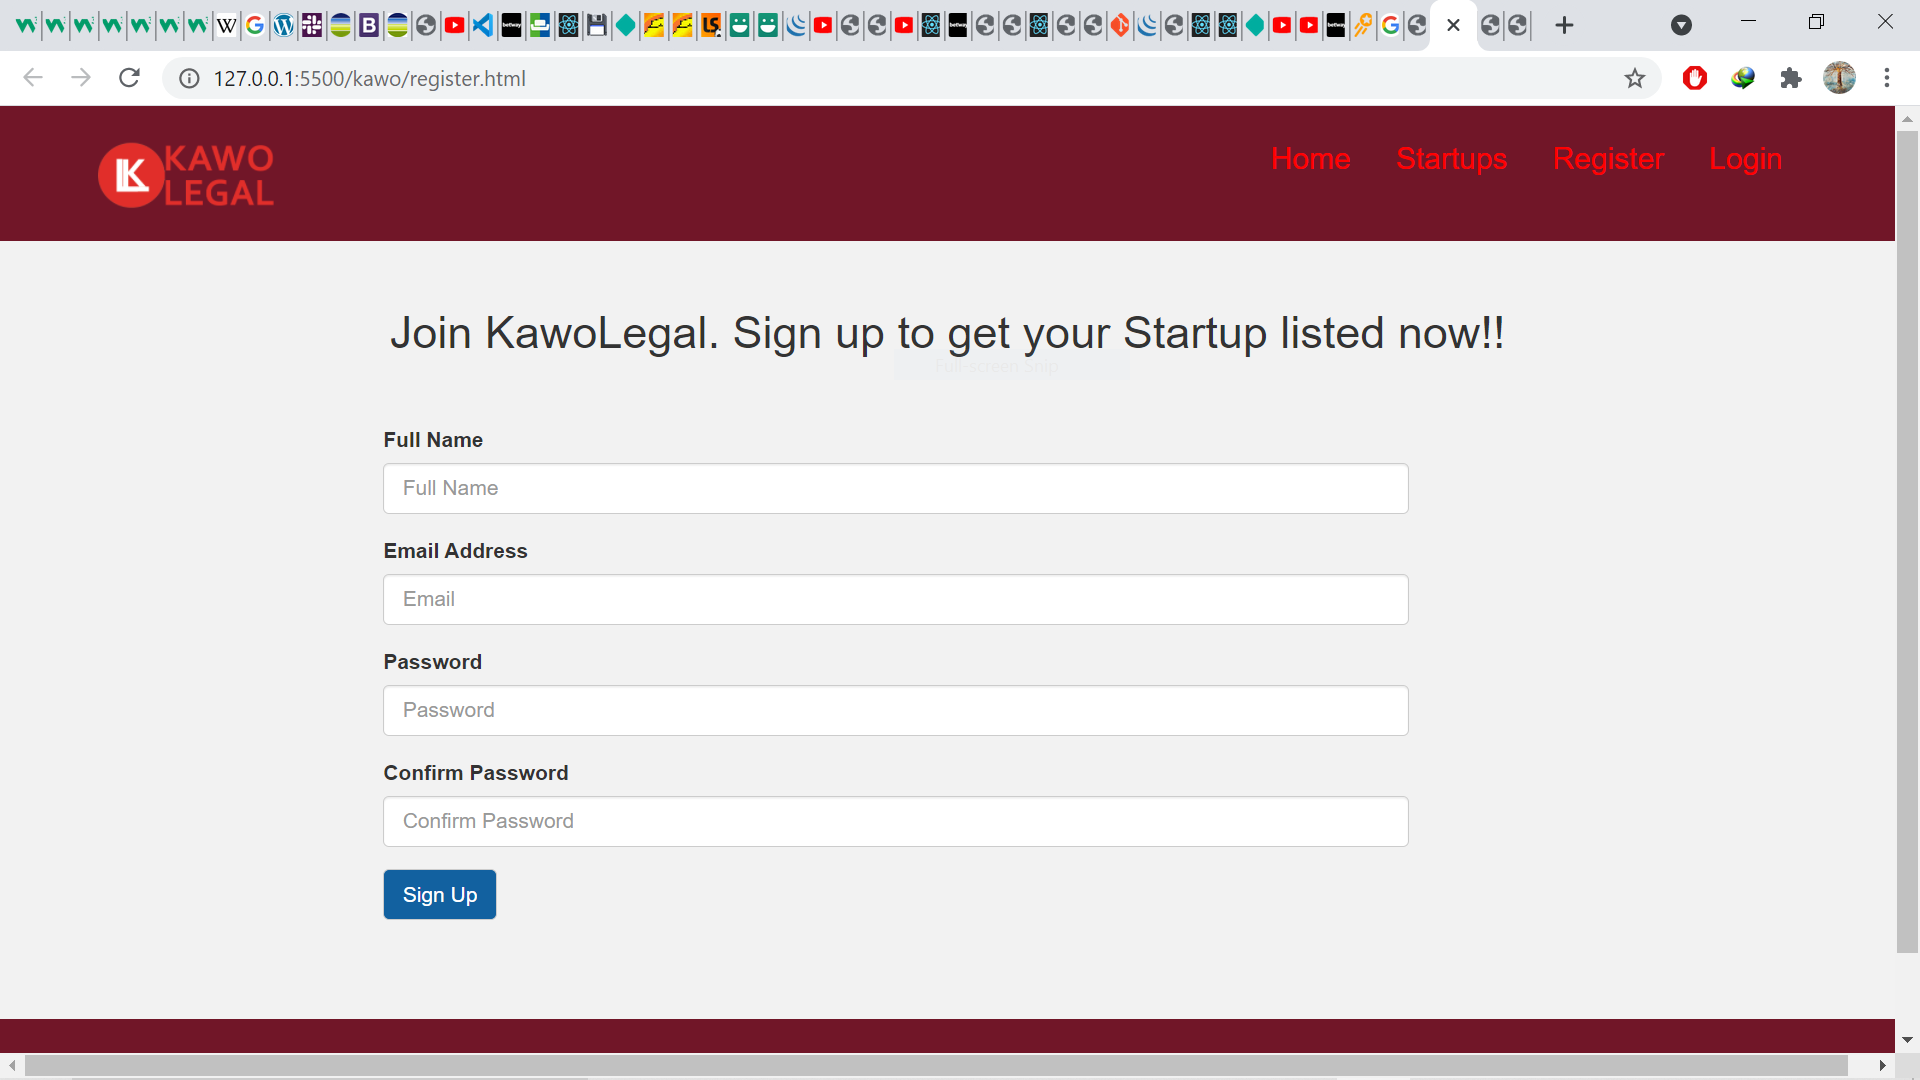 127.0.0.1:5500/kawo/register.html
KAWO
LEGAL
Home Startups Register Login
Join KawoLegal. Sign up to get your Startup listed now!!
Full-screen Snip
Full Name
Full Name
Email Address
Email
Password
Password
Confirm Password
Confirm Password
Sign Up